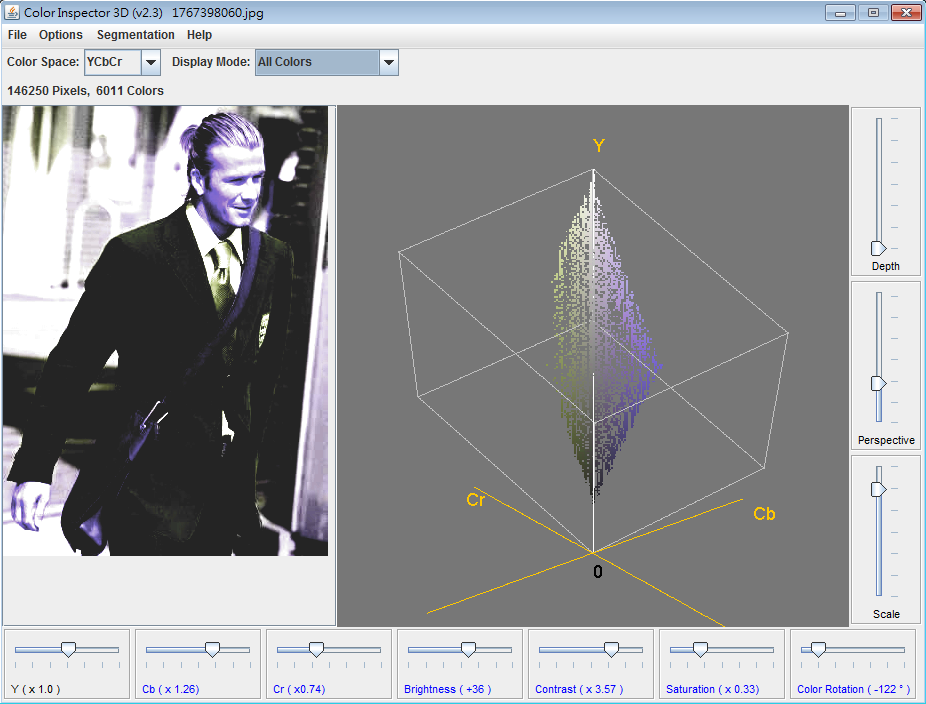 Color Inspector 3D (v2.3) 1767398060.jpg
File Options Segmentation Help
Color Space: YCbCr Display Mode: All Colors
146250 Pixels, 6011 Colors
Y
Cr
Cb
0
Depth
Perspective
Scale
Y ( x 1.0 )
Cb ( x 1.26)
Cr ( x0.74)
Brightness ( +36 )
Contrast ( x 3.57 )
Saturation ( x 0.33)
Color Rotation ( -122 ° )